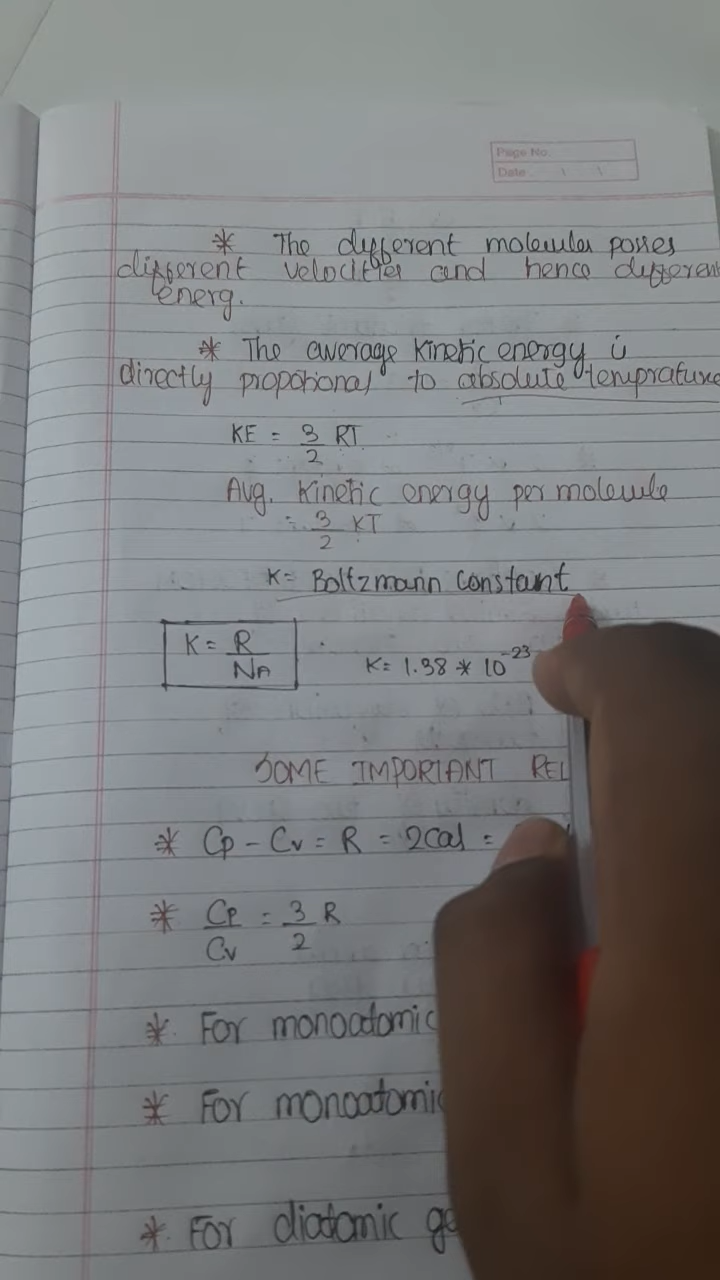 Page No.
Date
* The different molecules posses
different velocities and hence different
energ.
* The average kinetic energy is
directly propotional to absolute temprature
KE = 3/2 RT
Avg. Kinetic energy per molecule
= 3/2 KT
K= Boltzmann Constant
K = R/NA K= 1.38 * 10^-23
SOME IMPORTANT REL
* Cp - Cv = R = 2Cal =
* Cp/Cv = 3/2 R
* For monoatomic
* For monoatomic
* For diatomic